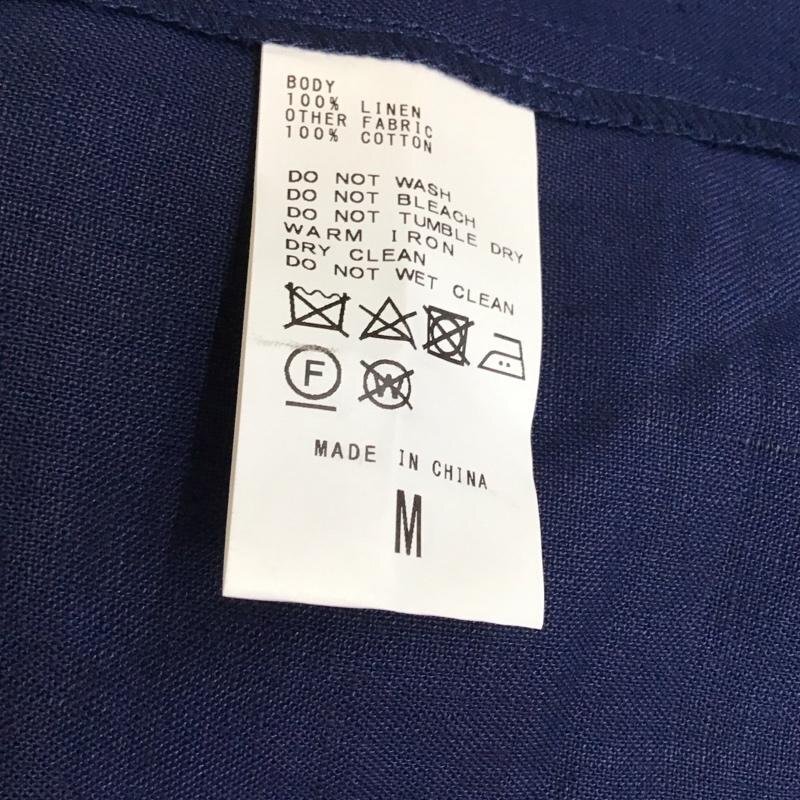 BODY
100% LINEN
OTHER FABRIC
100% COTTON
DO NOT WASH
DO NOT BLEACH
DO NOT TUMBLE DRY
WARM IRON
DRY CLEAN
DO NOT WET CLEAN
F W
MADE IN CHINA
M